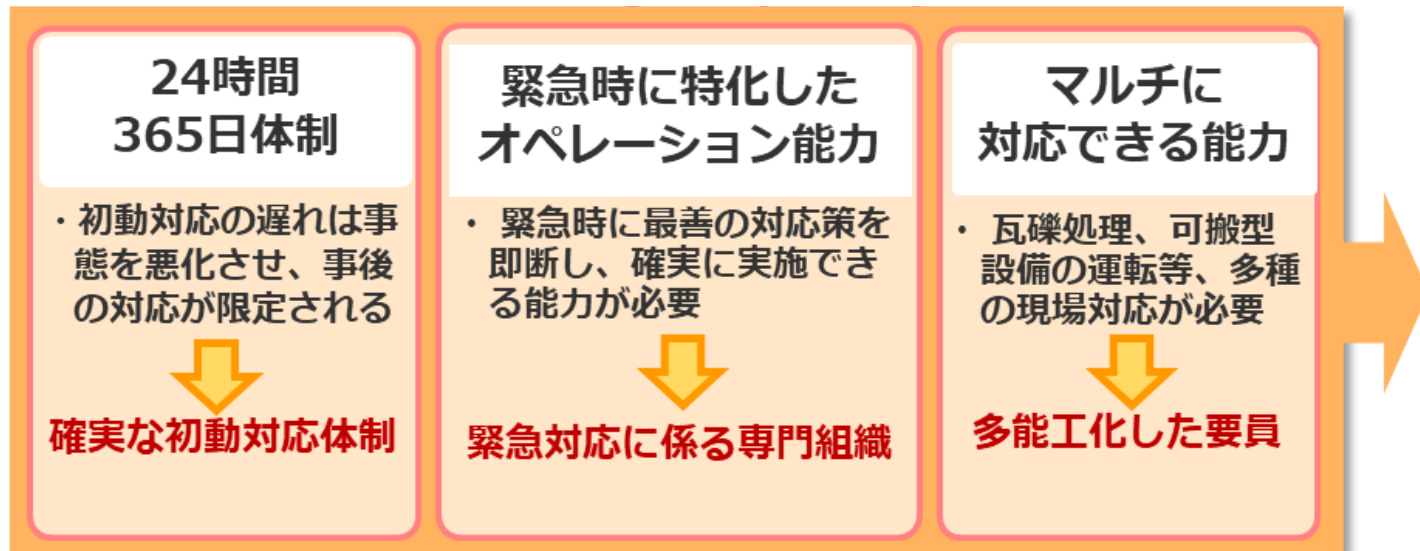 24時間
365日体制
・初動対応の遅れは事
態を悪化させ、事後
の対応が限定される
確実な初動対応体制
緊急時に特化した
オペレーション能力
・ 緊急時に最善の対応策を
即断し、確実に実施でき
る能力が必要
緊急対応に係る専門組織
マルチに
対応できる能力
・ 瓦礫処理、可搬型
設備の運転等、多種
の現場対応が必要
多能工化した要員